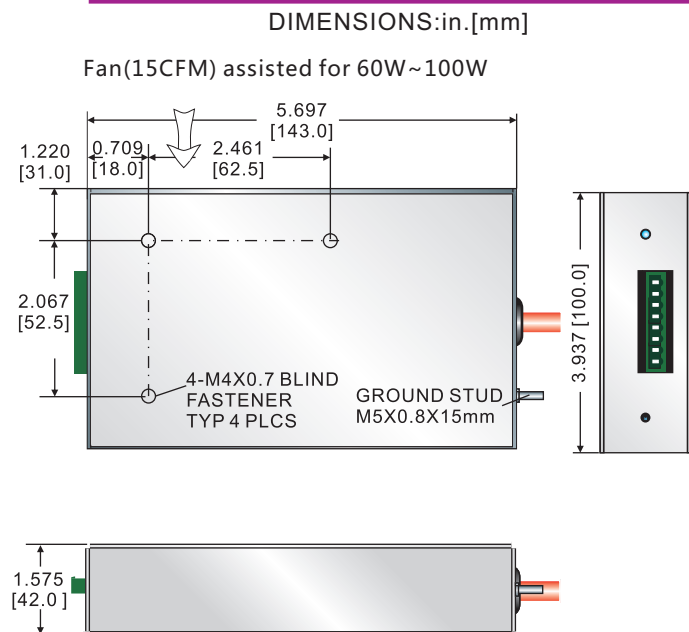 DIMENSIONS:in.[mm]
Fan(15CFM) assisted for 60W~100W
5.697
[143.0]
1.220
[31.0]
0.709
[18.0]
2.461
[62.5]
2.067
[52.5]
3.937 [100.0]
4-M4X0.7 BLIND
FASTENER
TYP 4 PLCS
GROUND STUD
M5X0.8X15mm
1.575
[42.0 ]